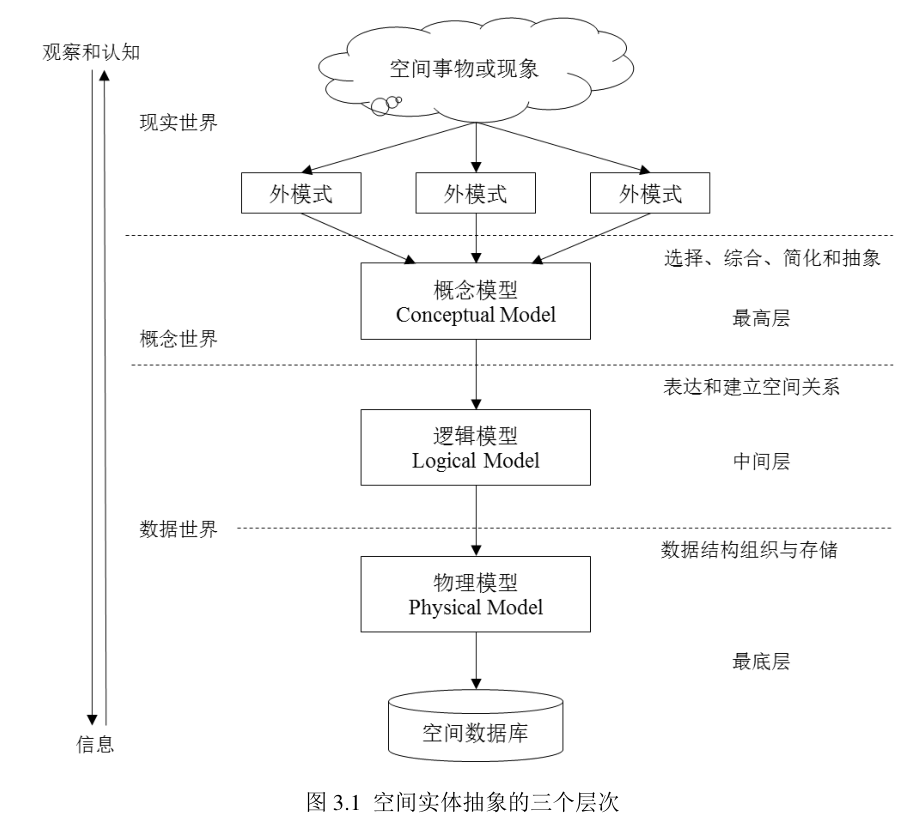 观察和认知
空间事物或现象
现实世界
外模式
外模式
外模式
选择、综合、简化和抽象
概念模型
Conceptual Model
最高层
概念世界
表达和建立空间关系
逻辑模型
Logical Model
中间层
数据世界
数据结构组织与存储
物理模型
Physical Model
最底层
空间数据库
信息
图 3.1 空间实体抽象的三个层次